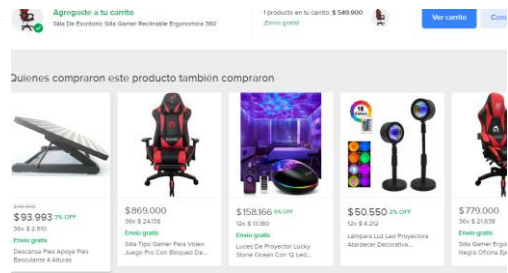 Agregaste a tu carrito
Silla De Escritorio Silla Gamer Reclinable Ergonomica 360
1 producto en tu carrito: $ 549.900
¡Envío gratis!
Ver carrito
Quienes compraron este producto también compraron
$ 93.993 3% OFF
36x $ 2.610
Envío gratis
Descansa Pies Apoya Pies
Basculante 4 Alturas
$ 869.000
36x $ 24.138
Envío gratis
Silla Tipo Gamer Para Video
Juego Pro Con Bloqueo De...
$ 158.166 5% OFF
12x $ 13.180
Envío gratis
Luces De Proyector Lucky
Stone Ocean Con 12 Led...
$ 50.550 2% OFF
12x $ 4.212
Lámpara Luz Led Proyectora
Atardecer Decorativa...
$ 779.000
36x $ 21.638
Envío gratis
Silla Gamer Ergo
Negra Oficina Ej